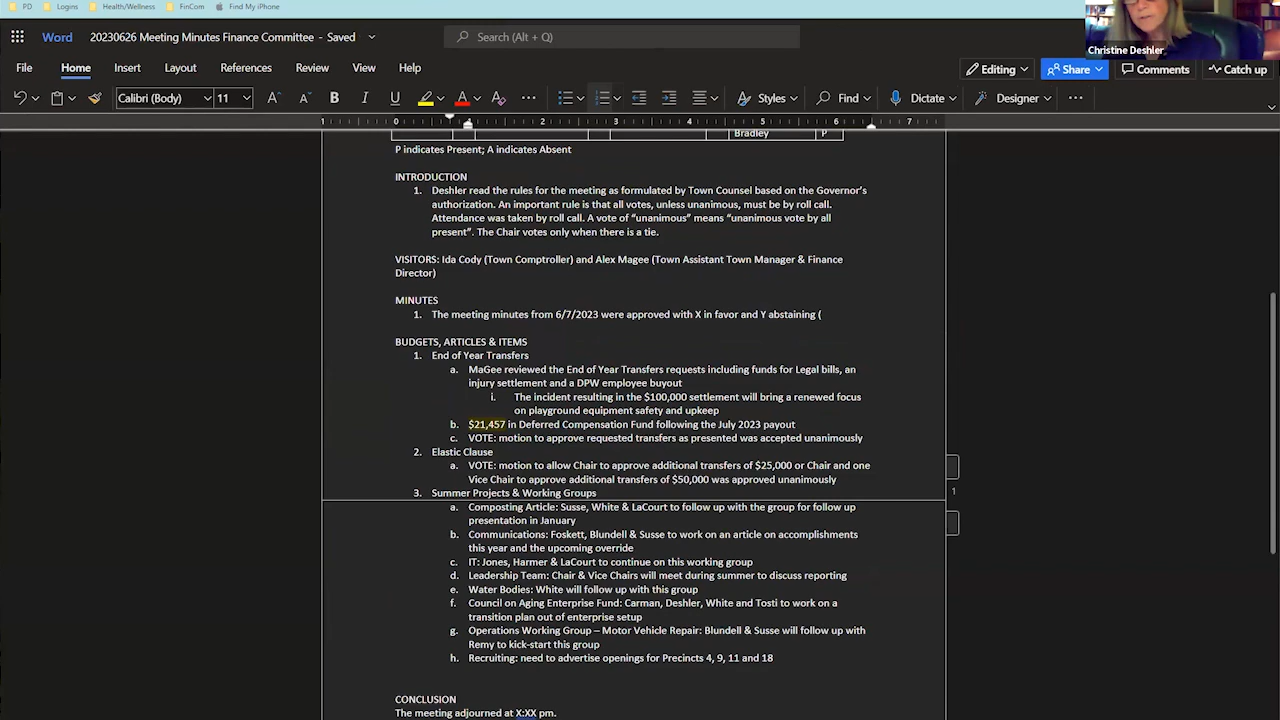 PD Logins Health/Wellness FinCom Find My iPhone
Word 20230626 Meeting Minutes Finance Committee - Saved Search (Alt + Q)
Christine Deshler
File Home Insert Layout References Review View Help Editing Share Comments Catch up
Calibri (Body) 11 B I U A A Styles Find Dictate Designer
1 0 1 2 3 4 5 6 7
Bradley P
P indicates Present; A indicates Absent
INTRODUCTION
1. Deshler read the rules for the meeting as formulated by Town Counsel based on the Governor's
authorization. An important rule is that all votes, unless unanimous, must be by roll call.
Attendance was taken by roll call. A vote of “unanimous” means “unanimous vote by all
present”. The Chair votes only when there is a tie.
VISITORS: Ida Cody (Town Comptroller) and Alex Magee (Town Assistant Town Manager & Finance
Director)
MINUTES
1. The meeting minutes from 6/7/2023 were approved with X in favor and Y abstaining (
BUDGETS, ARTICLES & ITEMS
1. End of Year Transfers
a. MaGee reviewed the End of Year Transfers requests including funds for Legal bills, an
injury settlement and a DPW employee buyout
i. The incident resulting in the $100,000 settlement will bring a renewed focus
on playground equipment safety and upkeep
b. $21,457 in Deferred Compensation Fund following the July 2023 payout
c. VOTE: motion to approve requested transfers as presented was accepted unanimously
2. Elastic Clause
a. VOTE: motion to allow Chair to approve additional transfers of $25,000 or Chair and one
Vice Chair to approve additional transfers of $50,000 was approved unanimously
3. Summer Projects & Working Groups
1
a. Composting Article: Susse, White & LaCourt to follow up with the group for follow up
presentation in January
b. Communications: Foskett, Blundell & Susse to work on an article on accomplishments
this year and the upcoming override
c. IT: Jones, Harmer & LaCourt to continue on this working group
d. Leadership Team: Chair & Vice Chairs will meet during summer to discuss reporting
e. Water Bodies: White will follow up with this group
f. Council on Aging Enterprise Fund: Carman, Deshler, White and Tosti to work on a
transition plan out of enterprise setup
g. Operations Working Group – Motor Vehicle Repair: Blundell & Susse will follow up with
Remy to kick-start this group
h. Recruiting: need to advertise openings for Precincts 4, 9, 11 and 18
CONCLUSION
The meeting adjourned at X:XX pm.